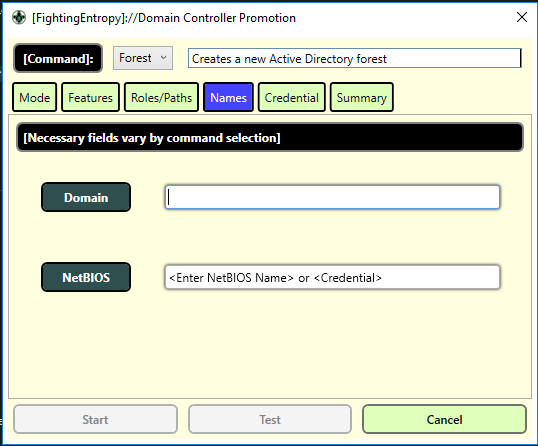 [FightingEntropy]://Domain Controller Promotion
[Command]: Forest Creates a new Active Directory forest
Mode Features Roles/Paths Names Credential Summary
[Necessary fields vary by command selection]
Domain
NetBIOS <Enter NetBIOS Name> or <Credential>
Start Test Cancel